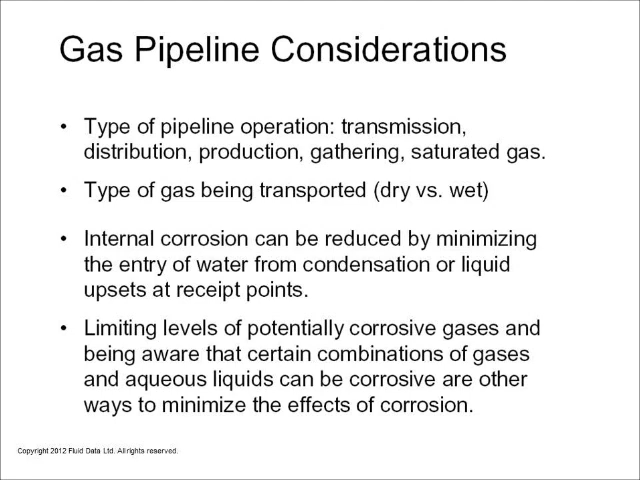 Gas Pipeline Considerations
• Type of pipeline operation: transmission,
distribution, production, gathering, saturated gas.
• Type of gas being transported (dry vs. wet)
• Internal corrosion can be reduced by minimizing
the entry of water from condensation or liquid
upsets at receipt points.
• Limiting levels of potentially corrosive gases and
being aware that certain combinations of gases
and aqueous liquids can be corrosive are other
ways to minimize the effects of corrosion.
Copyright 2012 Fluid Data Ltd. All rights reserved.